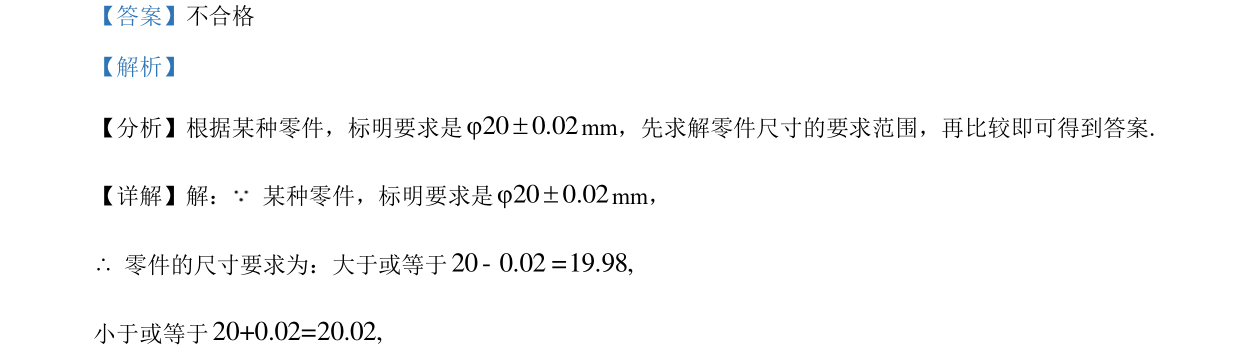 【答案】不合格
【解析】
【分析】根据某种零件，标明要求是φ20±0.02mm，先求解零件尺寸的要求范围，再比较即可得到答案.
【详解】解：∵ 某种零件，标明要求是φ20±0.02mm，
∴ 零件的尺寸要求为：大于或等于20- 0.02 =19.98,
小于或等于20+0.02=20.02,